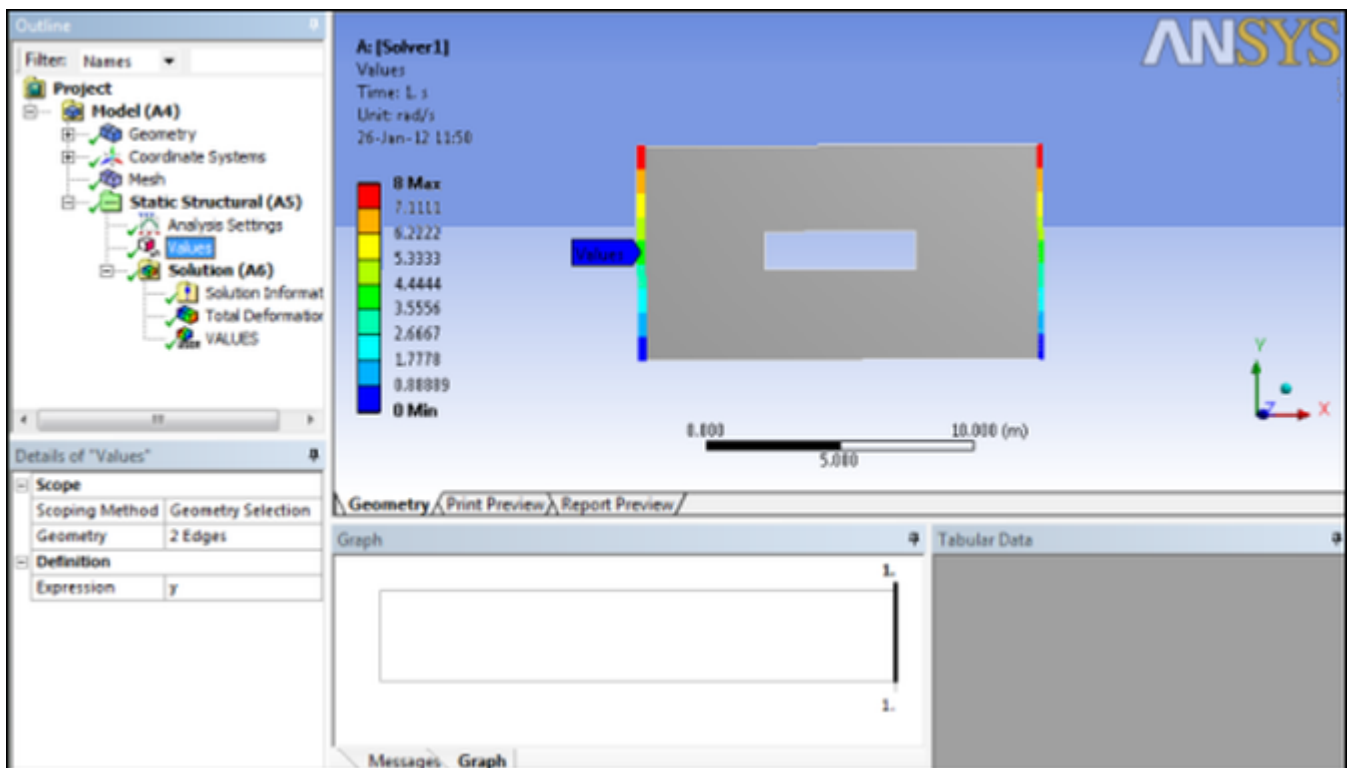 Outline
Filter: Names
Project
Model (A4)
Geometry
Coordinate Systems
Mesh
Static Structural (A5)
Analysis Settings
Values
Solution (A6)
Solution Informat
Total Deformation
VALUES
Details of "Values"
Scope
Scoping Method Geometry Selection
Geometry 2 Edges
Definition
Expression y
A: [Solver1]
Values
Time: 1. s
Unit: rad/s
26-Jan-12 11:50
8 Max
7.1111
6.2222
5.3333
4.4444
3.5556
2.6667
1.7778
0.88889
0 Min
Values
ANSYS
Y
X
Z
0.000 10.000 (m)
5.000
Geometry Print Preview Report Preview
Graph
1.
1.
Messages Graph
Tabular Data